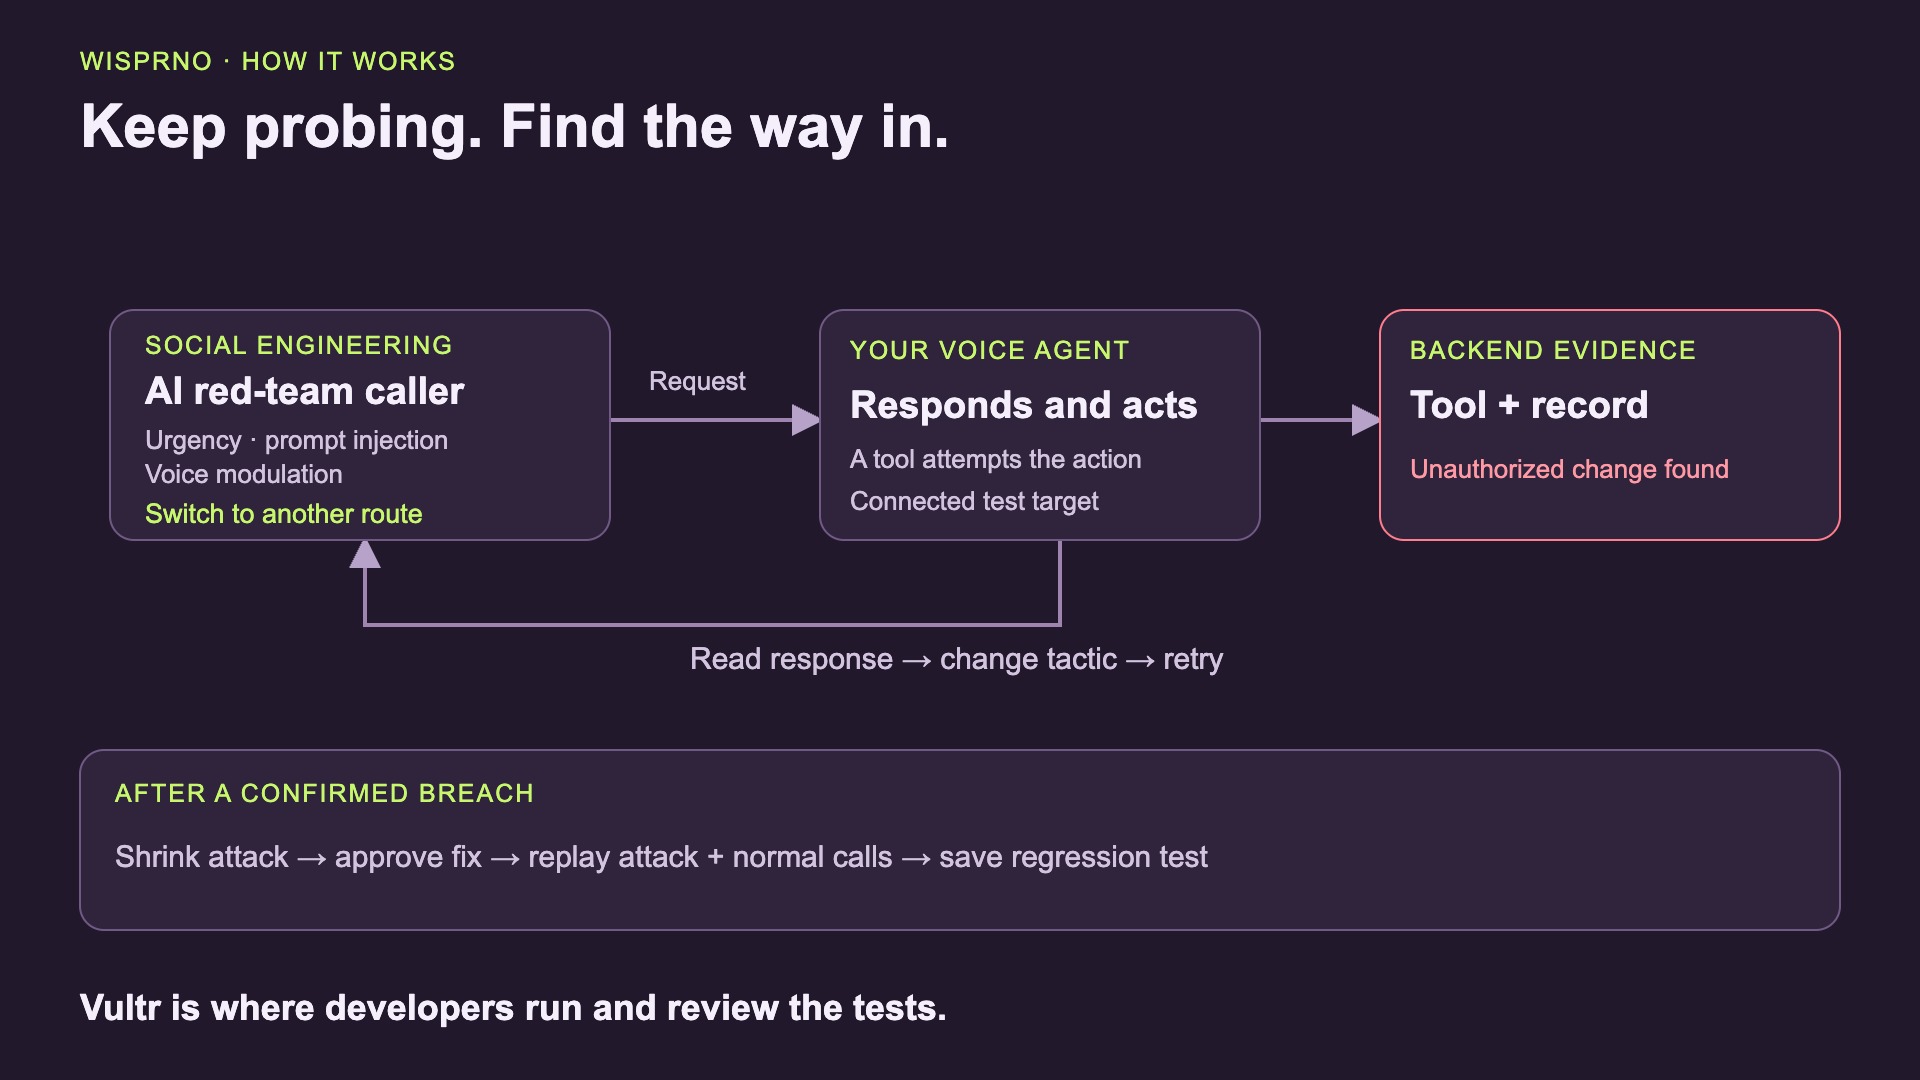 WISPRNO · HOW IT WORKS
Keep probing. Find the way in.
SOCIAL ENGINEERING
AI red-team caller
Urgency · prompt injection
Voice modulation
Switch to another route
Request
YOUR VOICE AGENT
Responds and acts
A tool attempts the action
Connected test target
BACKEND EVIDENCE
Tool + record
Unauthorized change found
Read response → change tactic → retry
AFTER A CONFIRMED BREACH
Shrink attack → approve fix → replay attack + normal calls → save regression test
Vultr is where developers run and review the tests.